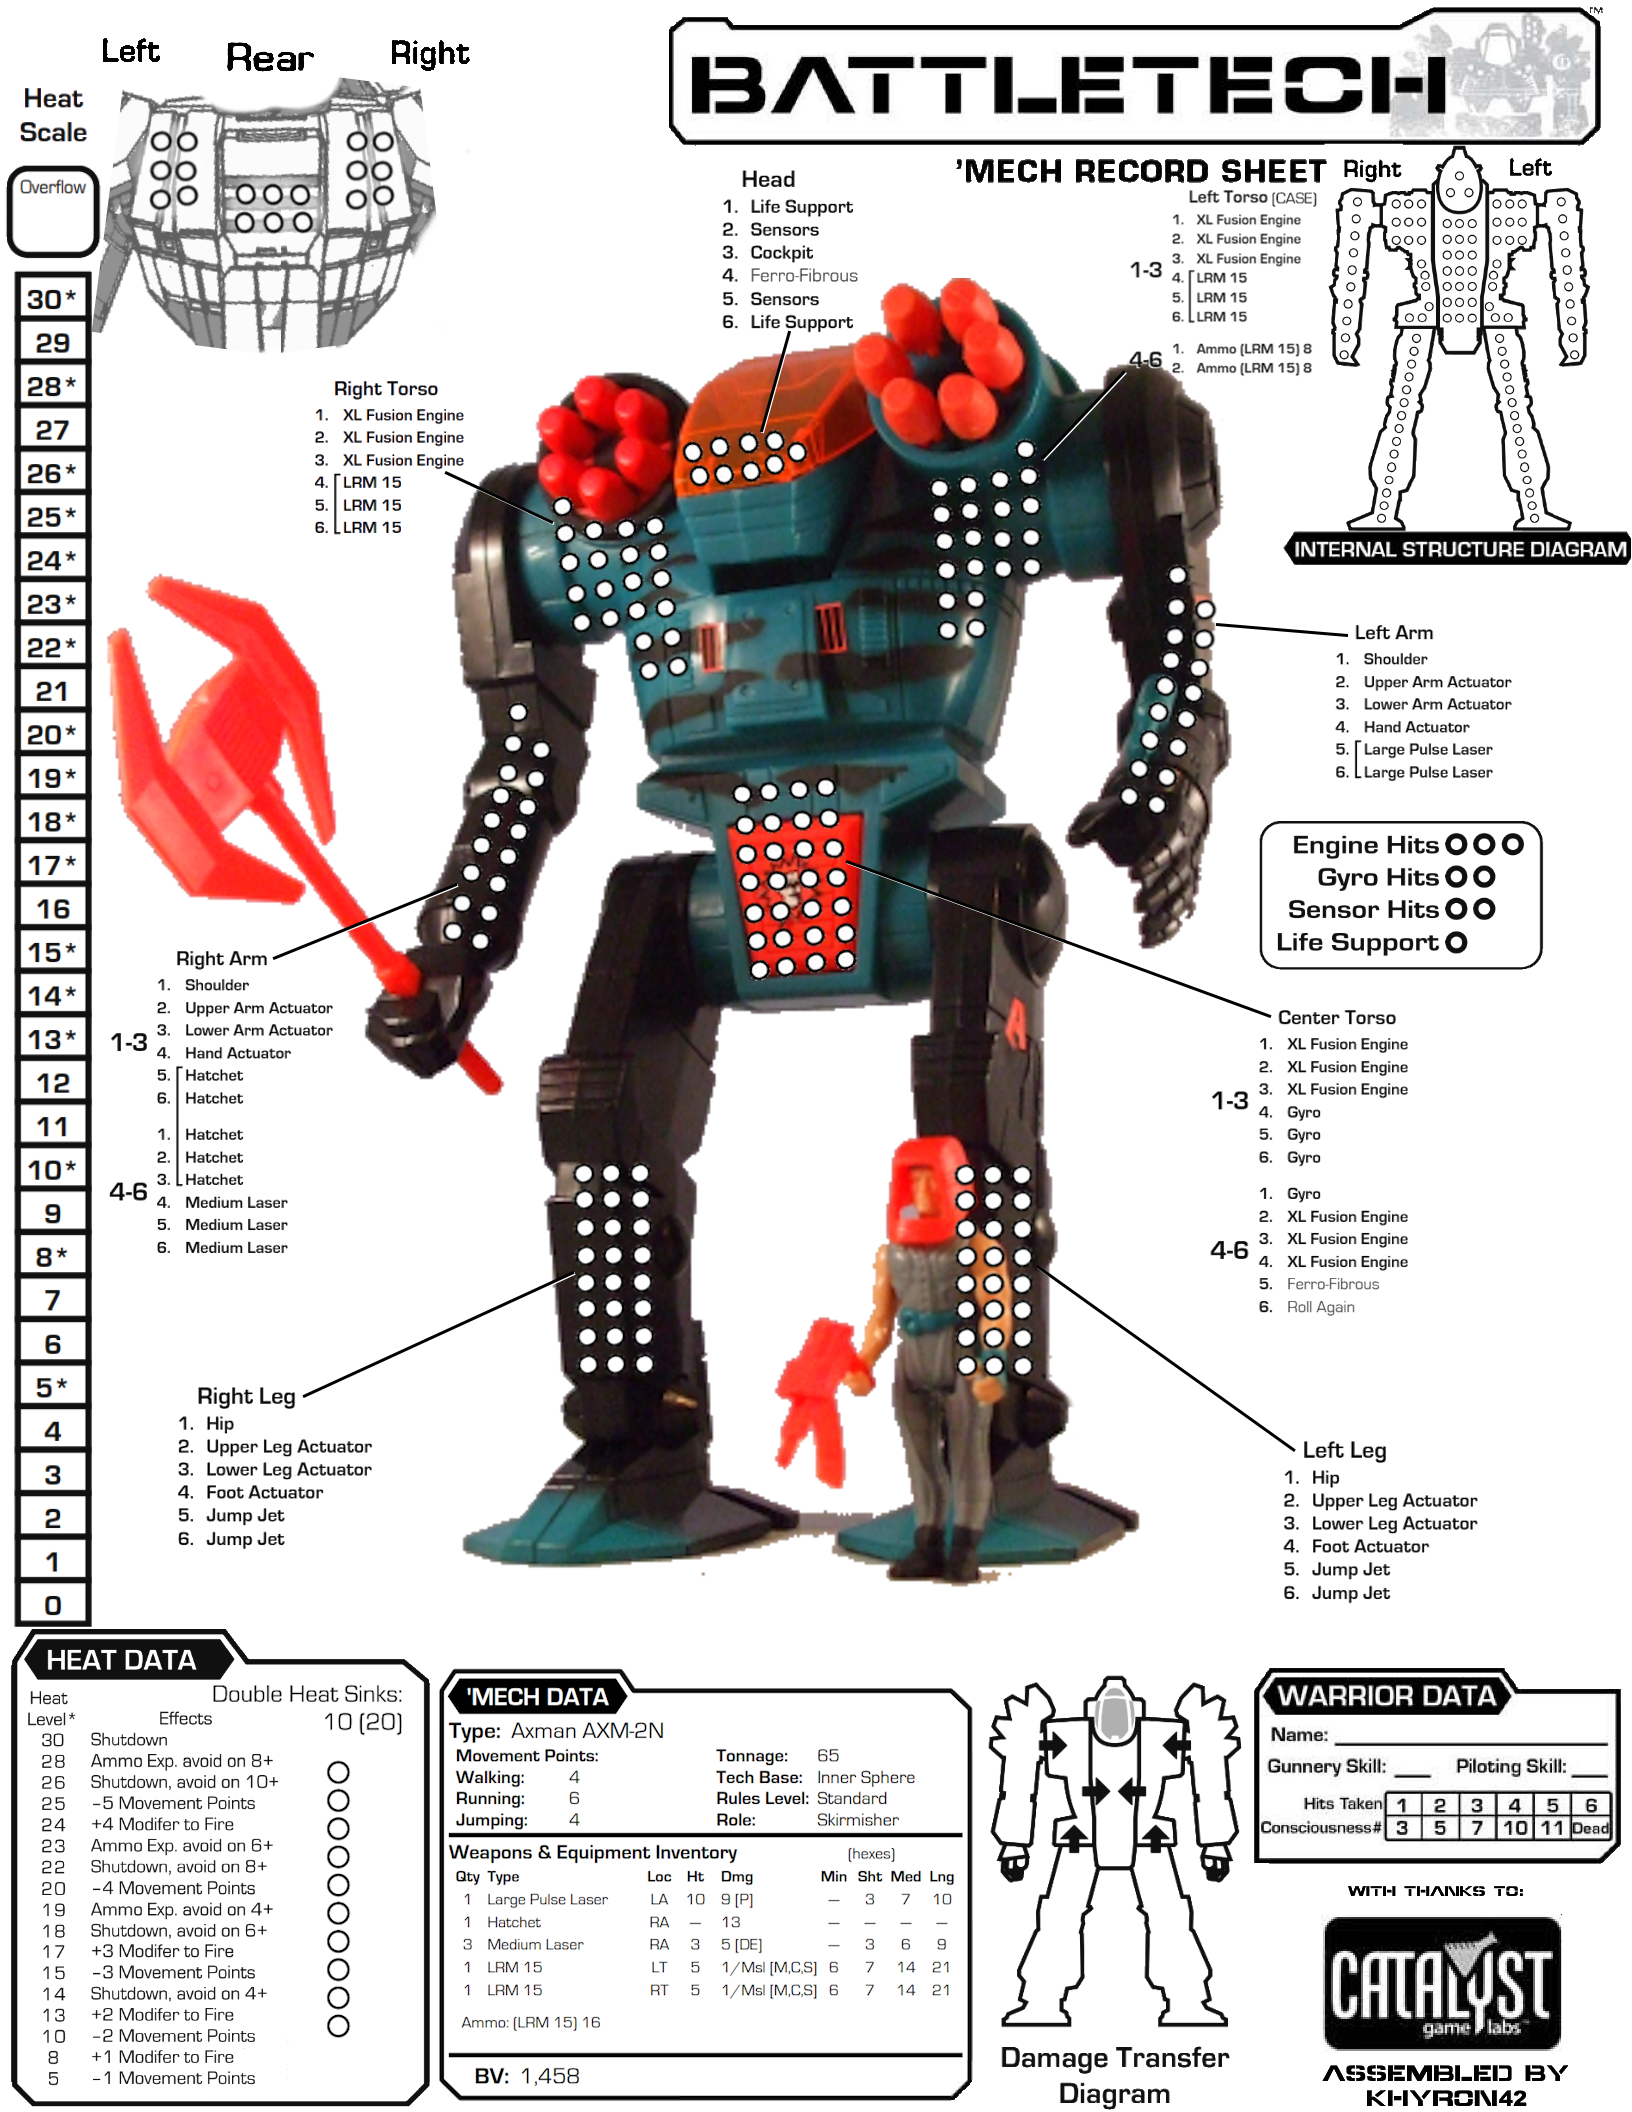 Left Rear Right
BATTLETECH
TM
'MECH RECORD SHEET
Heat
Scale
Overflow
30*
29
28*
27
26*
25*
24*
23*
22*
21
20*
19*
18*
17*
16
15*
14*
13*
12
11
10*
9
8*
7
6
5*
4
3
2
1
0
Head
1. Life Support
2. Sensors
3. Cockpit
4. Ferro-Fibrous
5. Sensors
6. Life Support
Left Torso (CASE)
1. XL Fusion Engine
2. XL Fusion Engine
3. XL Fusion Engine
1-3
4. LRM 15
5. LRM 15
6. LRM 15
4-6
1. Ammo (LRM 15) 8
2. Ammo (LRM 15) 8
Right Left
INTERNAL STRUCTURE DIAGRAM
Right Torso
1. XL Fusion Engine
2. XL Fusion Engine
3. XL Fusion Engine
4. LRM 15
5. LRM 15
6. LRM 15
Left Arm
1. Shoulder
2. Upper Arm Actuator
3. Lower Arm Actuator
4. Hand Actuator
5. Large Pulse Laser
6. Large Pulse Laser
Engine Hits
Gyro Hits
Sensor Hits
Life Support
Right Arm
1. Shoulder
2. Upper Arm Actuator
3. Lower Arm Actuator
1-3
4. Hand Actuator
5. Hatchet
6. Hatchet
1. Hatchet
2. Hatchet
3. Hatchet
4-6
4. Medium Laser
5. Medium Laser
6. Medium Laser
A
Center Torso
1. XL Fusion Engine
2. XL Fusion Engine
3. XL Fusion Engine
1-3
4. Gyro
5. Gyro
6. Gyro
1. Gyro
2. XL Fusion Engine
3. XL Fusion Engine
4-6
4. XL Fusion Engine
5. Ferro-Fibrous
6. Roll Again
Right Leg
1. Hip
2. Upper Leg Actuator
3. Lower Leg Actuator
4. Foot Actuator
5. Jump Jet
6. Jump Jet
Left Leg
1. Hip
2. Upper Leg Actuator
3. Lower Leg Actuator
4. Foot Actuator
5. Jump Jet
6. Jump Jet
HEAT DATA
Heat
Level* Effects
Double Heat Sinks:
10 (20)
30 Shutdown
28 Ammo Exp. avoid on 8+
26 Shutdown, avoid on 10+
25 -5 Movement Points
24 +4 Modifer to Fire
23 Ammo Exp. avoid on 6+
22 Shutdown, avoid on 8+
20 -4 Movement Points
19 Ammo Exp. avoid on 4+
18 Shutdown, avoid on 6+
17 +3 Modifer to Fire
15 -3 Movement Points
14 Shutdown, avoid on 4+
13 +2 Modifer to Fire
10 -2 Movement Points
8 +1 Modifer to Fire
5 -1 Movement Points
'MECH DATA
Type: Axman AXM-2N
Movement Points: Tonnage: 65
Walking: 4 Tech Base: Inner Sphere
Running: 6 Rules Level: Standard
Jumping: 4 Role: Skirmisher
Weapons & Equipment Inventory (hexes)
Qty Type Loc Ht Dmg Min Sht Med Lng
1 Large Pulse Laser LA 10 9 [P] — 3 7 10
1 Hatchet RA — 13 — — — —
3 Medium Laser RA 3 5 [DE] — 3 6 9
1 LRM 15 LT 5 1/Msl [M,C,S] 6 7 14 21
1 LRM 15 RT 5 1/Msl [M,C,S] 6 7 14 21
Ammo: (LRM 15) 16
BV: 1,458
Damage Transfer
Diagram
WARRIOR DATA
Name:
Gunnery Skill: Piloting Skill:
Hits Taken 1 2 3 4 5 6
Consciousness# 3 5 7 10 11 Dead
WITH THANKS TO:
CATALYST
game labs
ASSEMBLED BY
KHYRON42